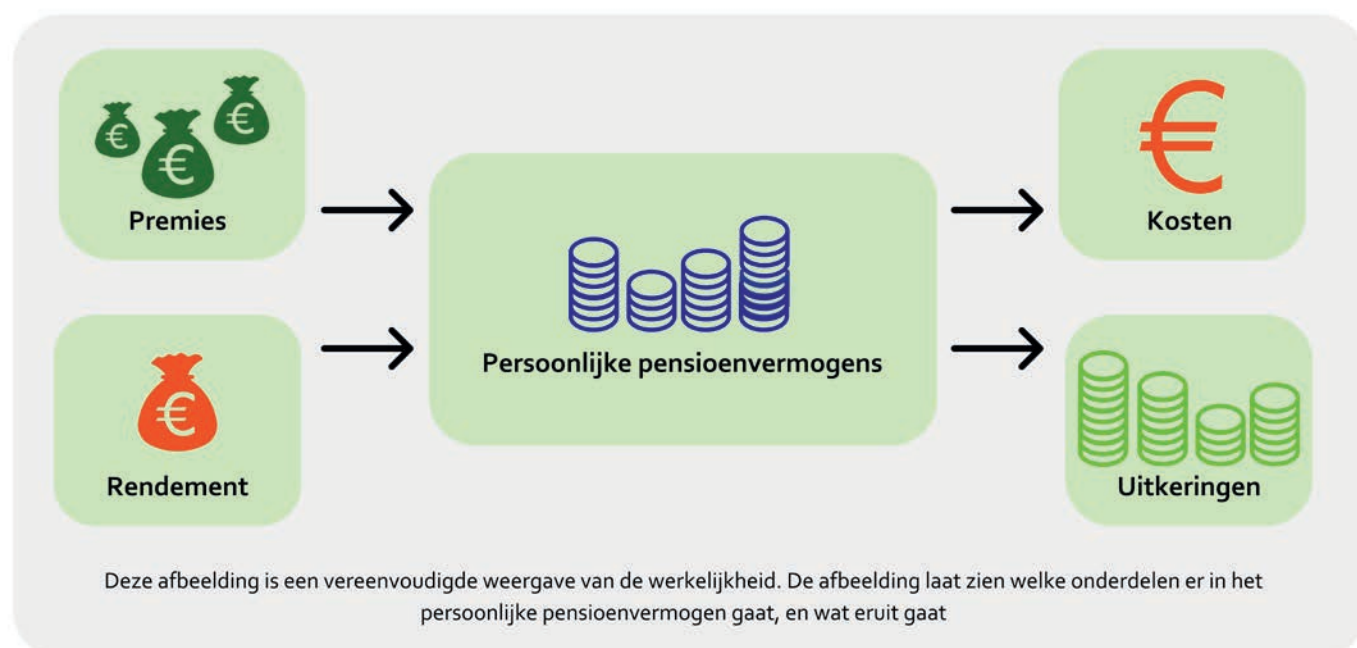 €
€
€
Premies
€
Rendement
Persoonlijke pensioenvermogens
€
Kosten
Uitkeringen
Deze afbeelding is een vereenvoudigde weergave van de werkelijkheid. De afbeelding laat zien welke onderdelen er in het
persoonlijke pensioenvermogen gaat, en wat eruit gaat